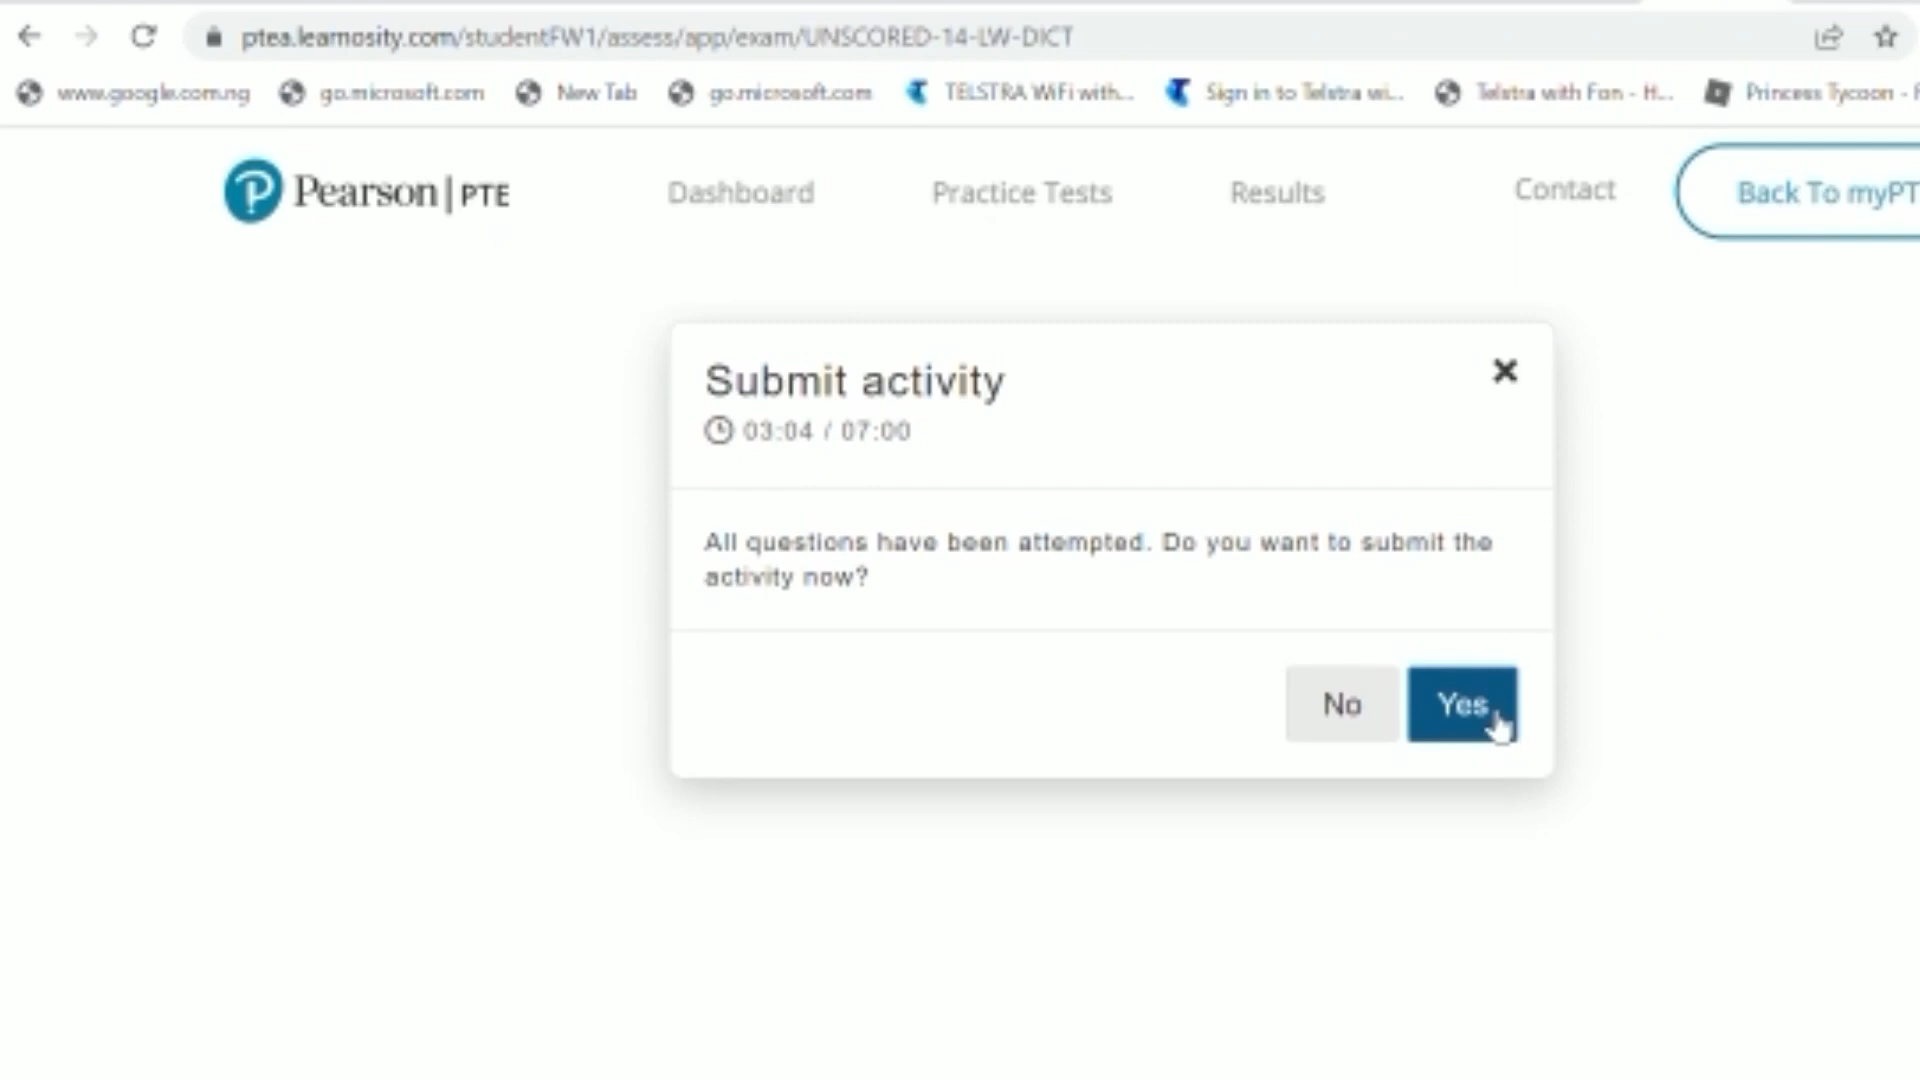 ptea.learnosity.com/studentFW1/assess/app/exam/UNSCORED-14-LW-DICT
www.google.com.ng go.microsoft.com New Tab go.microsoft.com TELSTRA WiFi with... Sign in to Telstra wi... Telstra with Fon - H... Princess Tycoon -
Pearson | PTE Dashboard Practice Tests Results Contact Back To myPT
Submit activity
03:04 / 07:00
All questions have been attempted. Do you want to submit the
activity now?
No Yes